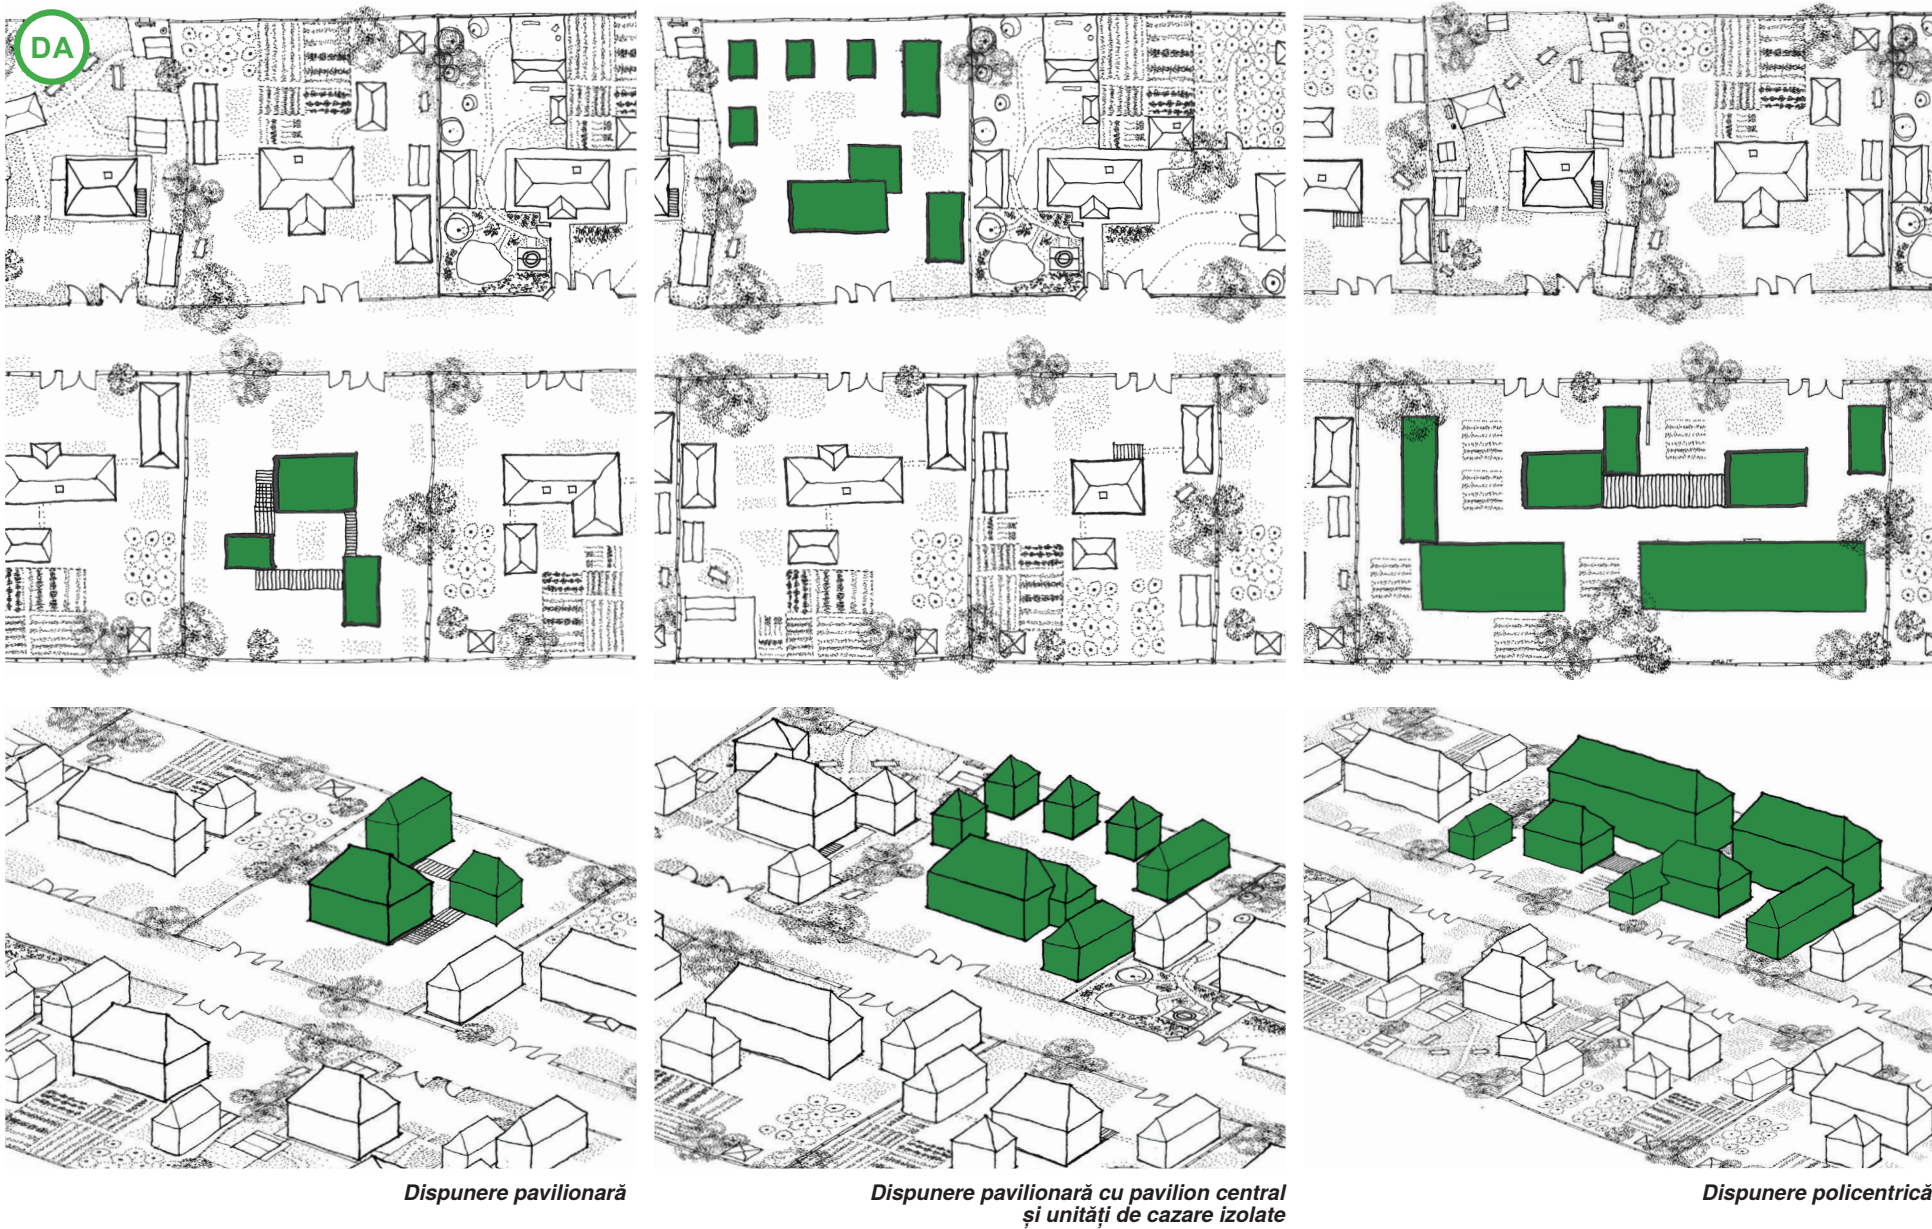 DA
Dispunere pavilionară
Dispunere pavilionară cu pavilion central
și unități de cazare izolate
Dispunere policentrică